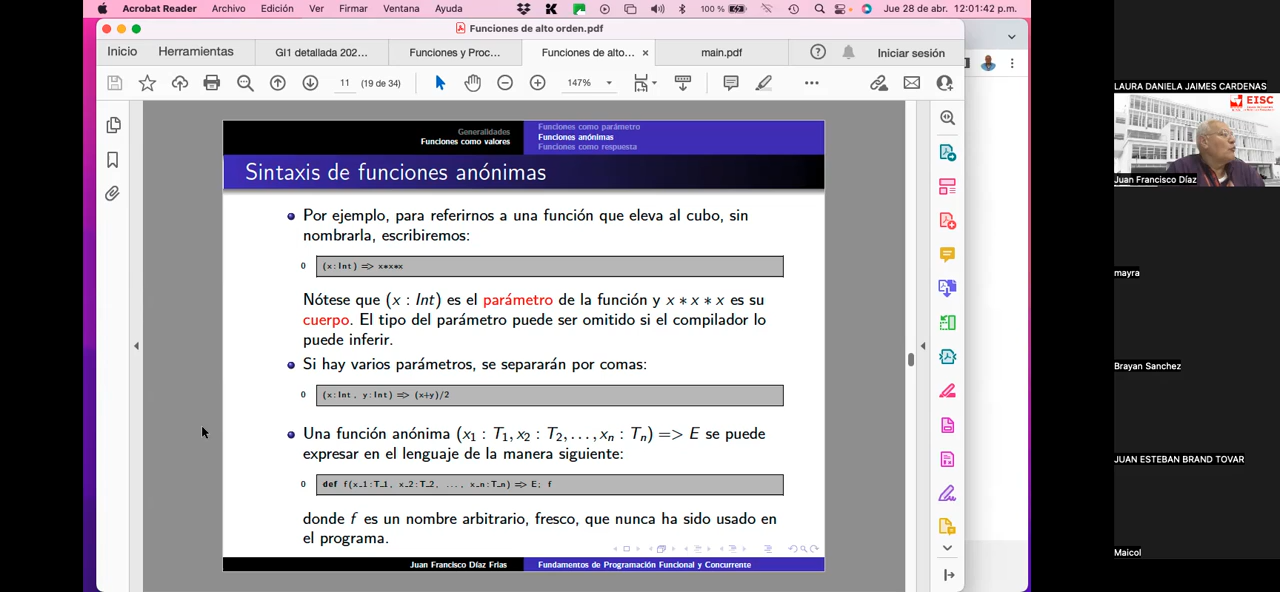 Acrobat Reader Archivo Edición Ver Firmar Ventana Ayuda 100 % Jue 28 de abr. 12:01:42 p.m.
Funciones de alto orden.pdf
Inicio Herramientas GI1 detallada 202... Funciones y Proc... Funciones de alto... × main.pdf Iniciar sesión
11 (19 de 34) 147%
LAURA DANIELA JAIMES CARDENAS
EISC
Juan Francisco Díaz
mayra
Brayan Sanchez
JUAN ESTEBAN BRAND TOVAR
Maicol
Generalidades
Funciones como valores
Funciones como parámetro
Funciones anónimas
Funciones como respuesta
Sintaxis de funciones anónimas
Por ejemplo, para referirnos a una función que eleva al cubo, sin
nombrarla, escribiremos:
0 (x:Int) => x*x*x
Nótese que (x : Int) es el parámetro de la función y x * x * x es su
cuerpo. El tipo del parámetro puede ser omitido si el compilador lo
puede inferir.
Si hay varios parámetros, se separarán por comas:
0 (x:Int, y:Int) => (x+y)/2
Una función anónima (x₁ : T₁, x₂ : T₂, . . . , xₙ : Tₙ) => E se puede
expresar en el lenguaje de la manera siguiente:
0 def f(x_1:T_1, x_2:T_2, ..., x_n:T_n) => E; f
donde f es un nombre arbitrario, fresco, que nunca ha sido usado en
el programa.
Juan Francisco Díaz Frias Fundamentos de Programación Funcional y Concurrente